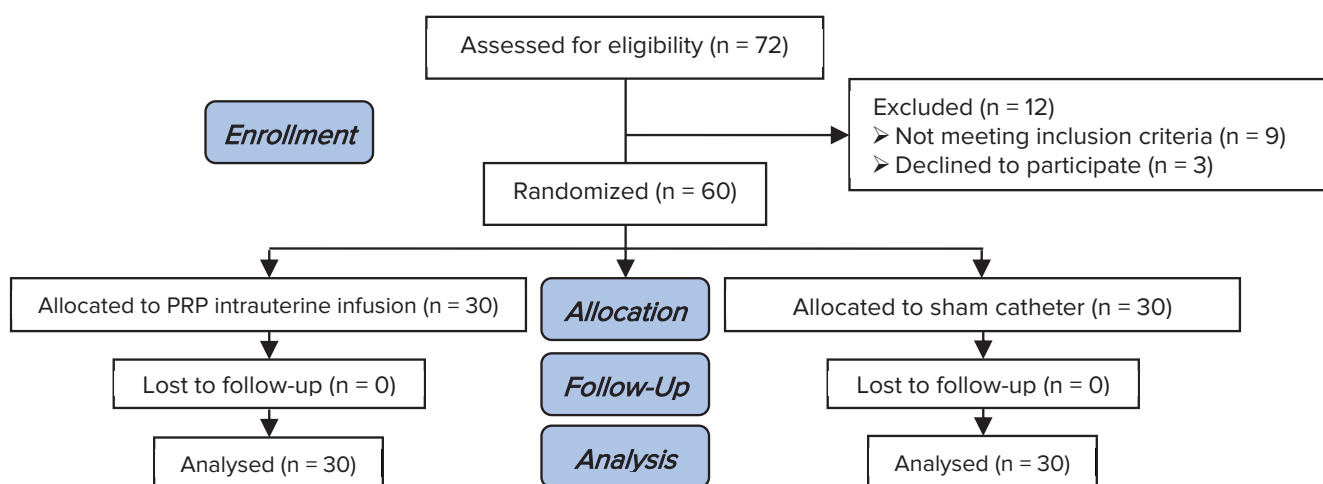 Assessed for eligibility (n = 72)
Enrollment
Excluded (n = 12)
➢ Not meeting inclusion criteria (n = 9)
➢ Declined to participate (n = 3)
Randomized (n = 60)
Allocated to PRP intrauterine infusion (n = 30)
Allocation
Allocated to sham catheter (n = 30)
Lost to follow-up (n = 0)
Follow-Up
Lost to follow-up (n = 0)
Analysed (n = 30)
Analysis
Analysed (n = 30)